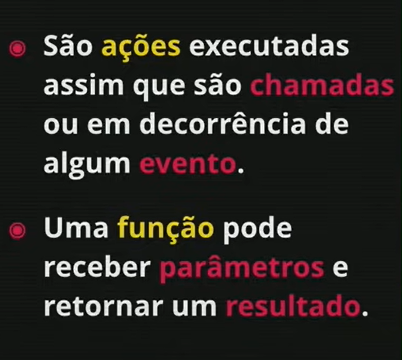 São ações executadas
assim que são chamadas
ou em decorrência de
algum evento.
Uma função pode
receber parâmetros e
retornar um resultado.